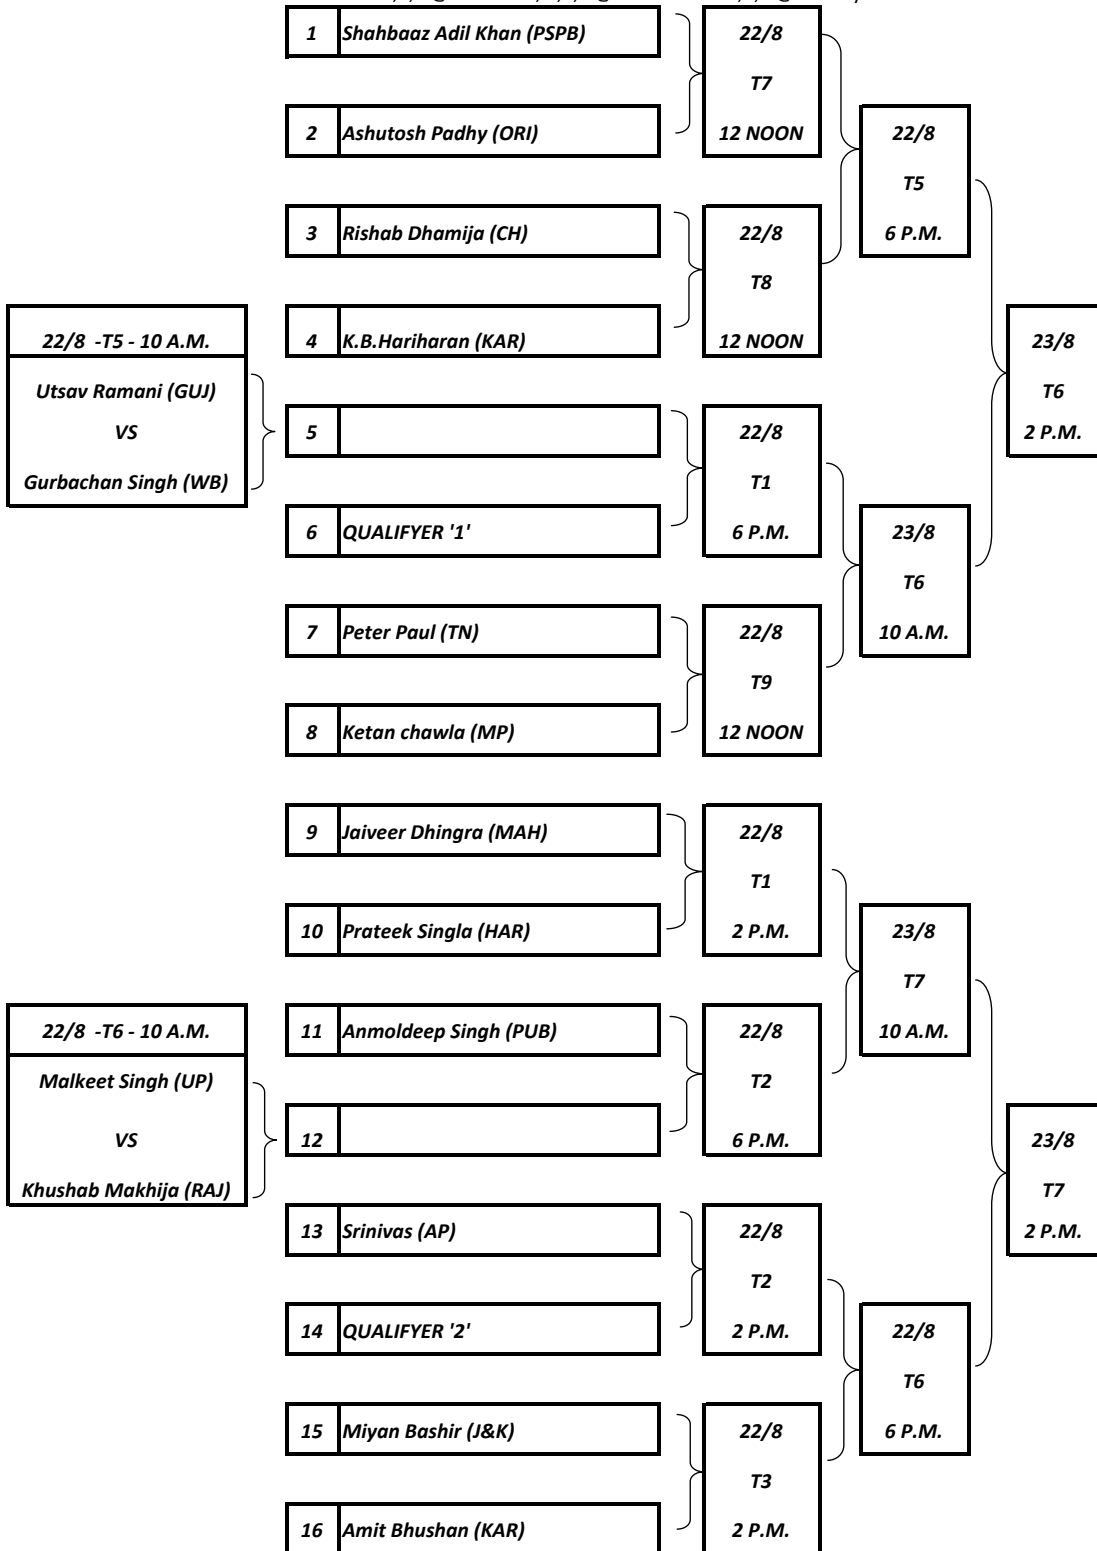 1 Shahbaaz Adil Khan (PSPB)
22/8
T7
2 Ashutosh Padhy (ORI)
12 NOON
22/8
T5
6 P.M.
3 Rishab Dhamija (CH)
22/8
T8
4 K.B.Hariharan (KAR)
12 NOON
22/8 -T5 - 10 A.M.
Utsav Ramani (GUJ)
VS
Gurbachan Singh (WB)
23/8
T6
2 P.M.
5
22/8
T1
6 QUALIFYER '1'
6 P.M.
23/8
T6
10 A.M.
7 Peter Paul (TN)
22/8
T9
8 Ketan chawla (MP)
12 NOON
9 Jaiveer Dhingra (MAH)
22/8
T1
10 Prateek Singla (HAR)
2 P.M.
23/8
T7
10 A.M.
22/8 -T6 - 10 A.M.
Malkeet Singh (UP)
VS
Khushab Makhija (RAJ)
11 Anmoldeep Singh (PUB)
22/8
T2
12
6 P.M.
23/8
T7
2 P.M.
13 Srinivas (AP)
22/8
T2
14 QUALIFYER '2'
2 P.M.
22/8
T6
6 P.M.
15 Miyan Bashir (J&K)
22/8
T3
16 Amit Bhushan (KAR)
2 P.M.